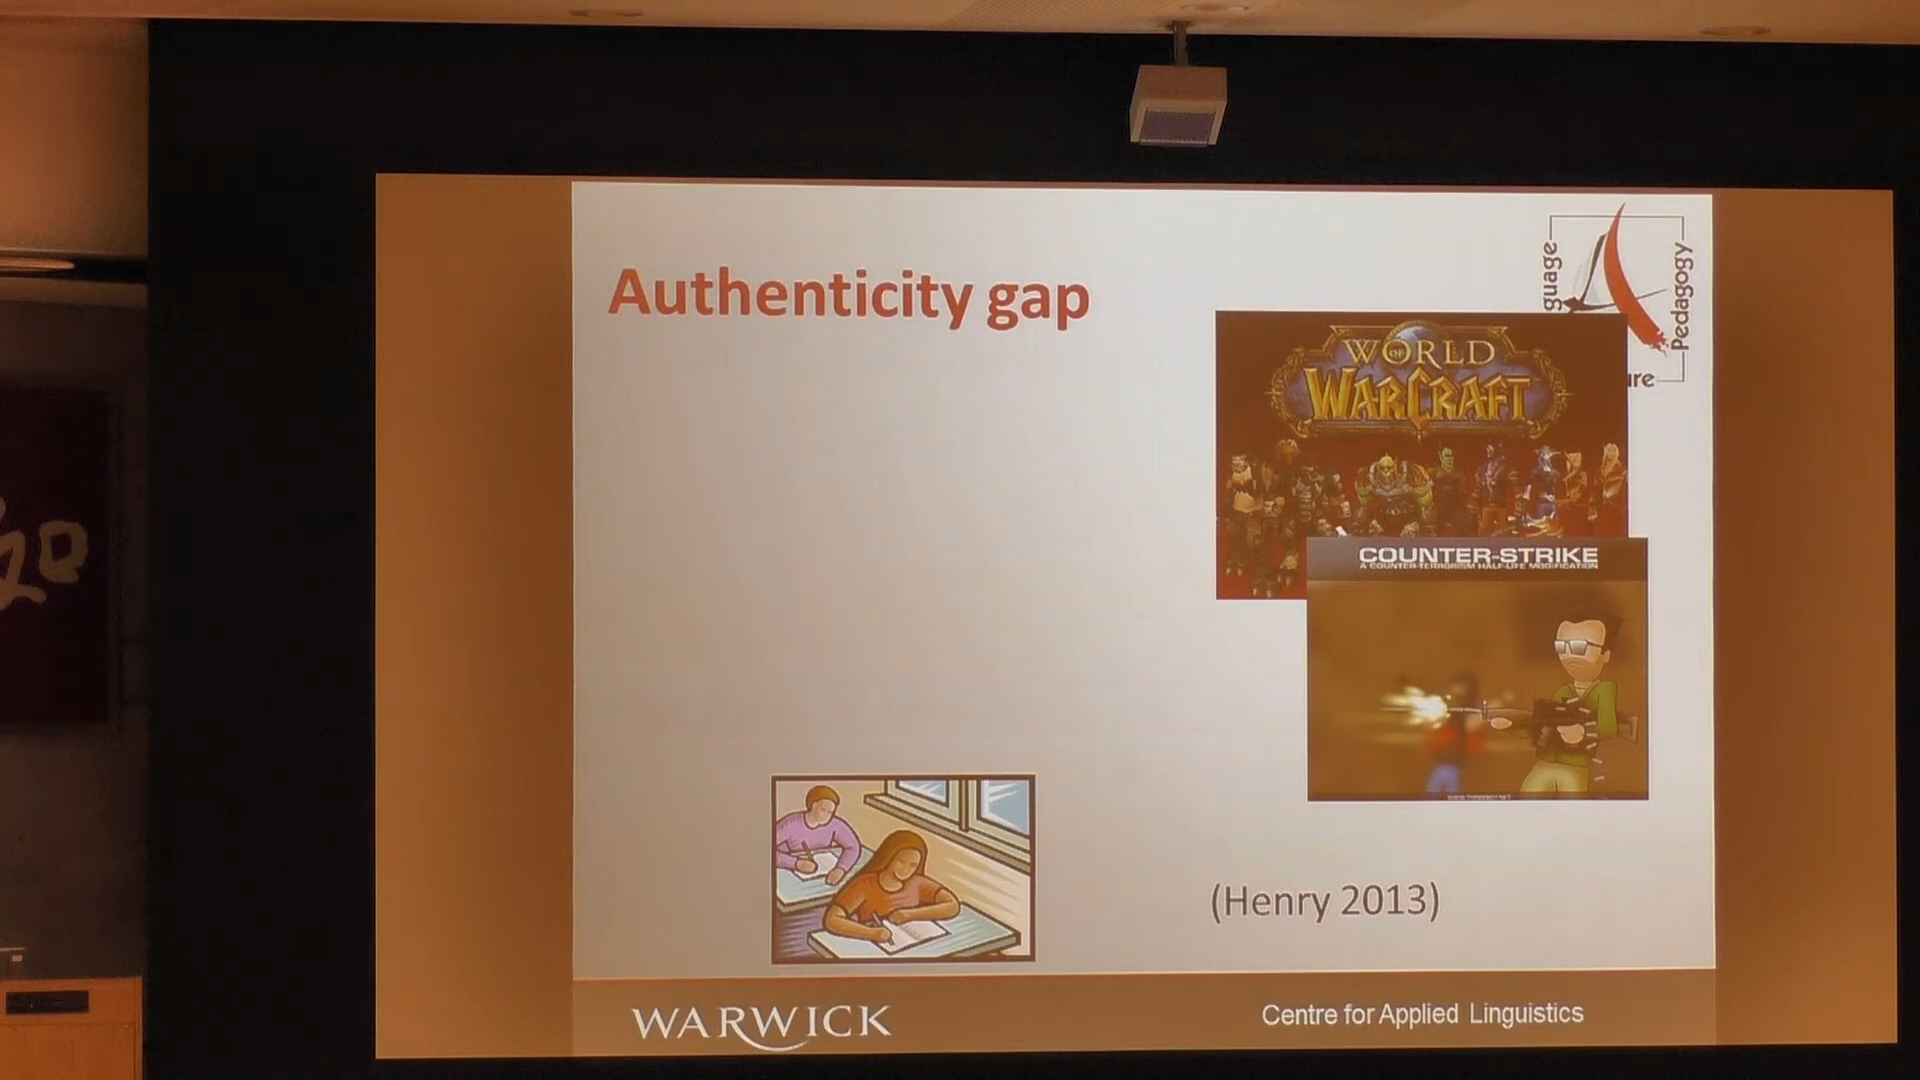 Authenticity gap
guage
Pedagogy
ure
WORLD
OF
WARCRAFT
COUNTER-STRIKE
A COUNTER-TERRORISM HALF-LIFE MODIFICATION
(Henry 2013)
WARWICK
Centre for Applied Linguistics